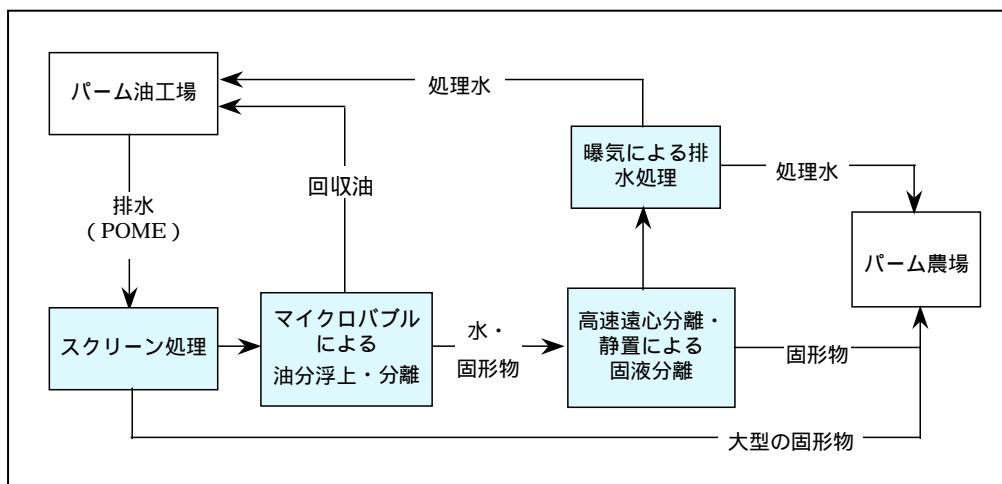 パーム油工場
処理水
曝気による排
水処理
処理水
回収油
排水
(POME)
パーム農場
スクリーン処理
マイクロバブル
による
油分浮上・分離
水・
固形物
高速遠心分離・
静置による
固液分離
固形物
大型の固形物